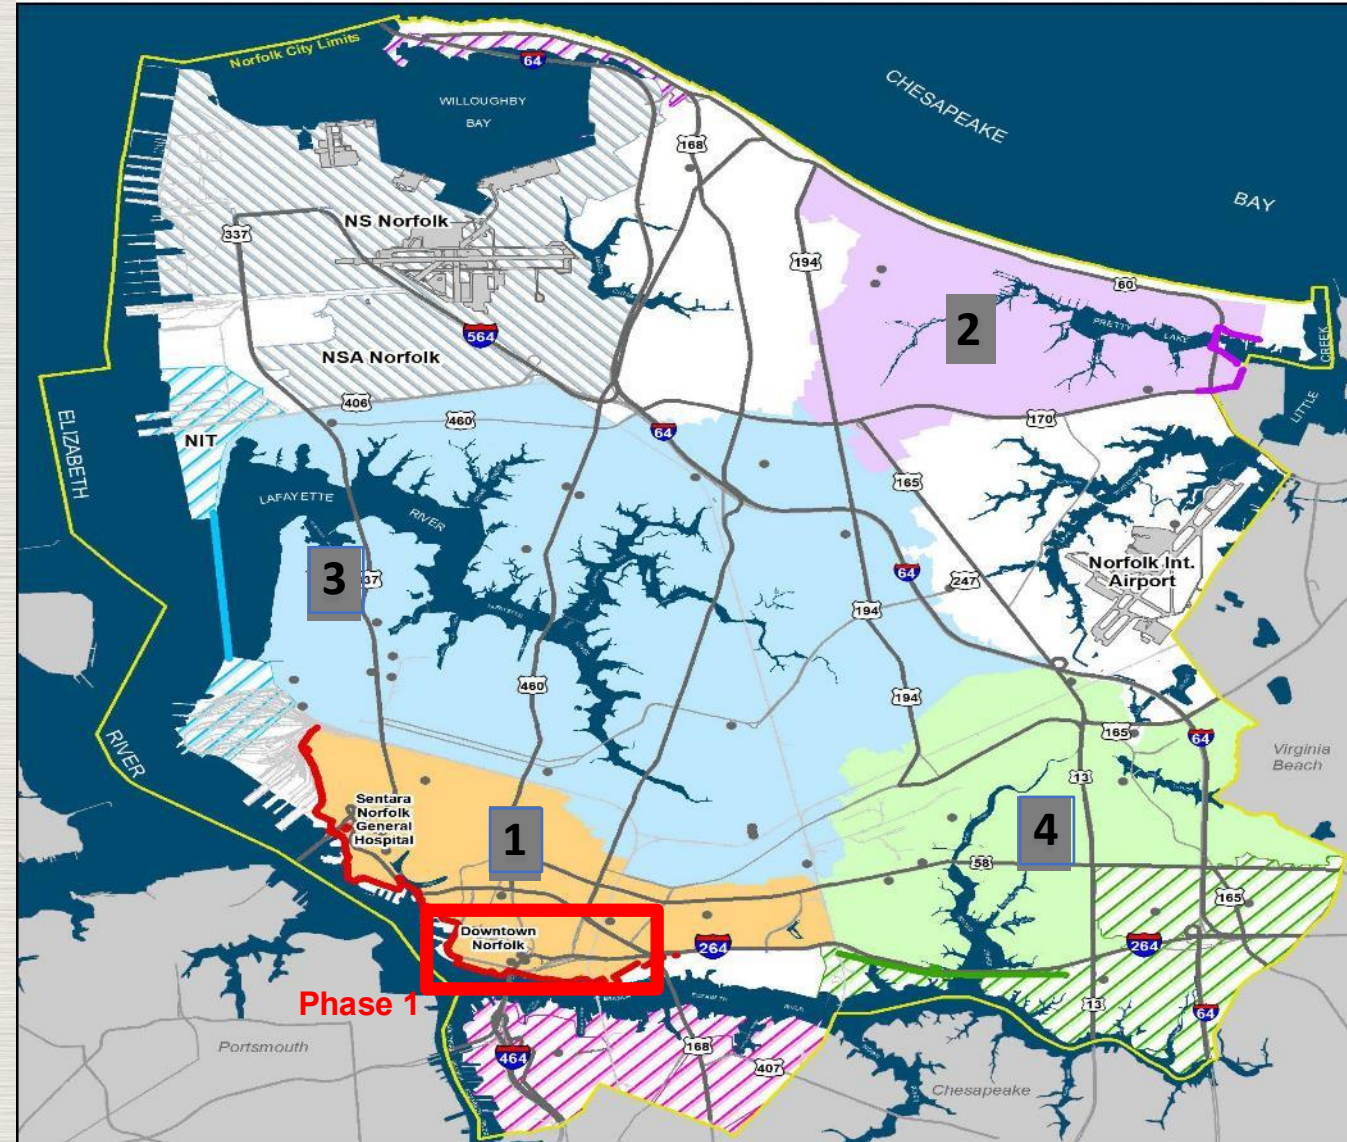 Norfolk City Limits
64
WILLOUGHBY
BAY
CHESAPEAKE
BAY
168
337
NS Norfolk
194
60
2
PRETTY
LAKE
564
NSA Norfolk
CREEK
LITTLE
406
460
64
170
NIT
ELIZABETH
RIVER
165
LAFAYETTE
RIVER
3
37
64
247
Norfolk Int.
Airport
194
460
194
165
64
Virginia
Beach
13
Sentara
Norfolk
General
Hospital
1
4
58
165
Downtown
Norfolk
264
264
Phase 1
ELIZABETH
RIVER
13
64
Portsmouth
464
168
407
Chesapeake